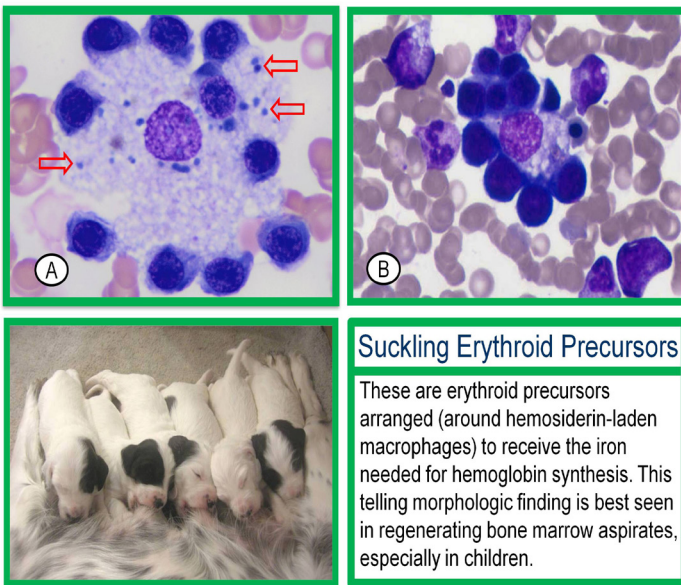 A
B
Suckling Erythroid Precursors
These are erythroid precursors
arranged (around hemosiderin-laden
macrophages) to receive the iron
needed for hemoglobin synthesis. This
telling morphologic finding is best seen
in regenerating bone marrow aspirates,
especially in children.